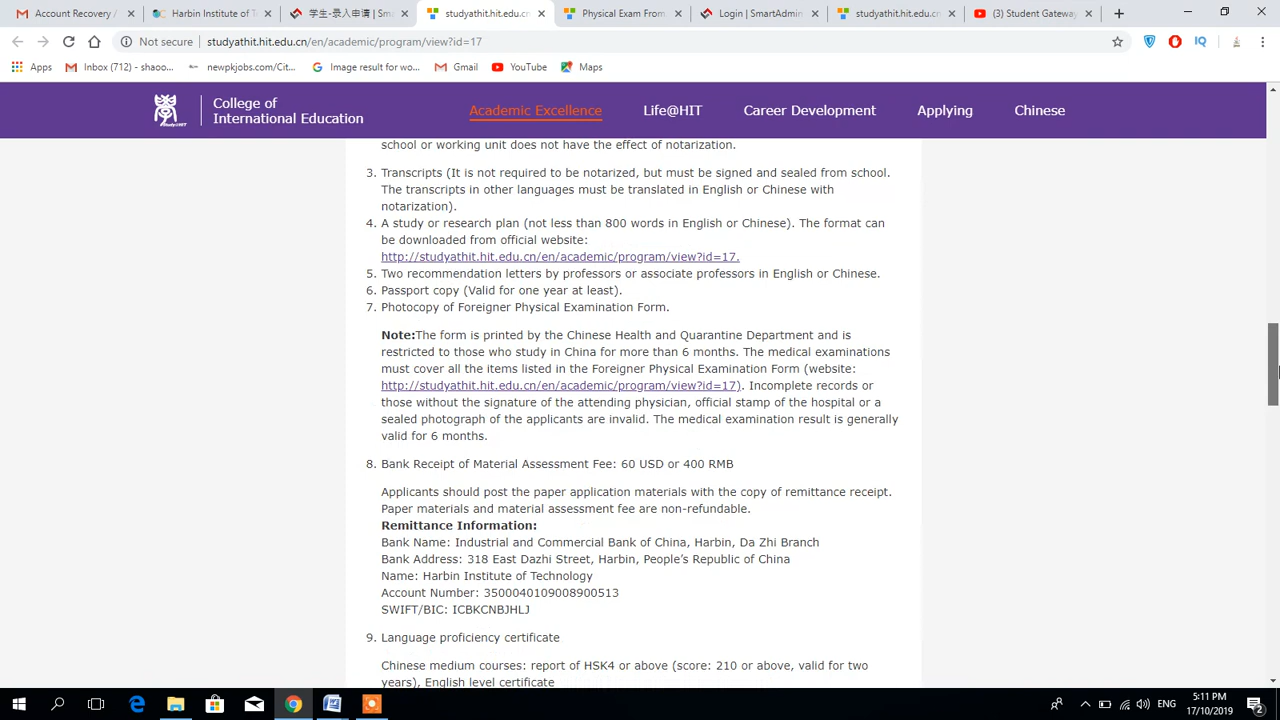 Account Recovery /
Harbin Institute of T
学生-录入申请 | Sma
studyathit.hit.edu.cn
Physical Exam From
Login | SmartAdmin
studyathit.hit.edu.cn
(3) Student Gateway
Not secure studyathit.hit.edu.cn/en/academic/program/view?id=17
Apps
Inbox (712) - shaoo...
newpkjobs.com/Cit...
Image result for wo...
Gmail
YouTube
Maps
College of
International Education
Academic Excellence
Life@HIT
Career Development
Applying
Chinese
school or working unit does not have the effect of notarization.
3. Transcripts (It is not required to be notarized, but must be signed and sealed from school.
The transcripts in other languages must be translated in English or Chinese with
notarization).
4. A study or research plan (not less than 800 words in English or Chinese). The format can
be downloaded from official website:
http://studyathit.hit.edu.cn/en/academic/program/view?id=17.
5. Two recommendation letters by professors or associate professors in English or Chinese.
6. Passport copy (Valid for one year at least).
7. Photocopy of Foreigner Physical Examination Form.
Note:The form is printed by the Chinese Health and Quarantine Department and is
restricted to those who study in China for more than 6 months. The medical examinations
must cover all the items listed in the Foreigner Physical Examination Form (website:
http://studyathit.hit.edu.cn/en/academic/program/view?id=17). Incomplete records or
those without the signature of the attending physician, official stamp of the hospital or a
sealed photograph of the applicants are invalid. The medical examination result is generally
valid for 6 months.
8. Bank Receipt of Material Assessment Fee: 60 USD or 400 RMB
Applicants should post the paper application materials with the copy of remittance receipt.
Paper materials and material assessment fee are non-refundable.
Remittance Information:
Bank Name: Industrial and Commercial Bank of China, Harbin, Da Zhi Branch
Bank Address: 318 East Dazhi Street, Harbin, People's Republic of China
Name: Harbin Institute of Technology
Account Number: 3500040109008900513
SWIFT/BIC: ICBKCNBJHLJ
9. Language proficiency certificate
Chinese medium courses: report of HSK4 or above (score: 210 or above, valid for two
years), English level certificate
ENG
5:11 PM
17/10/2019
2